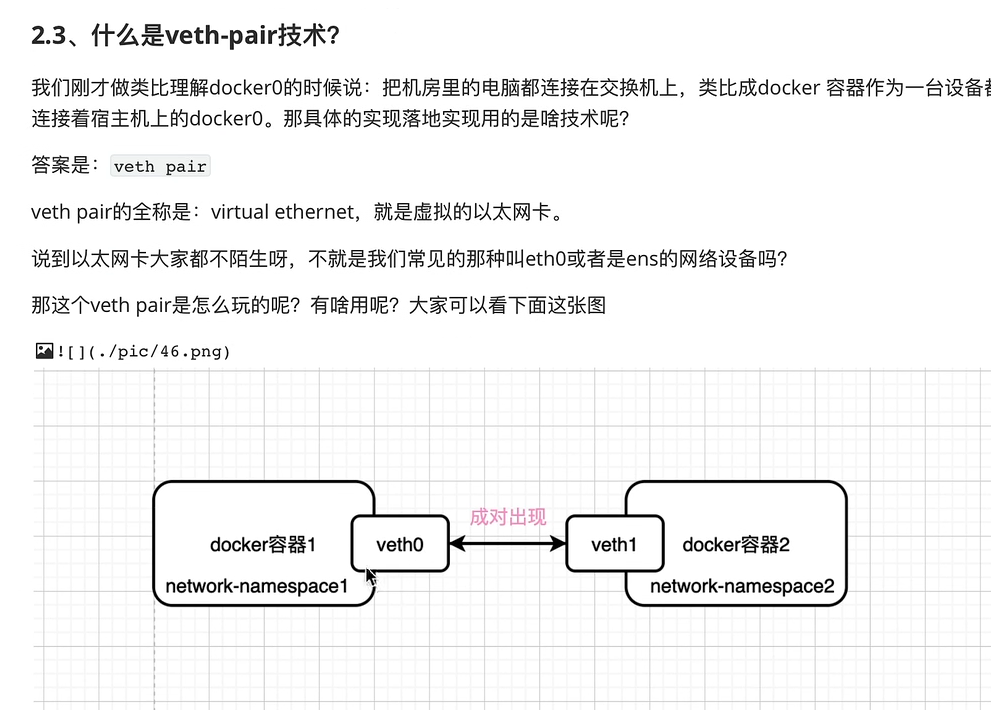 2.3、什么是veth-pair技术？
我们刚才做类比理解docker0的时候说：把机房里的电脑都连接在交换机上，类比成docker 容器作为一台设备都
连接着宿主机上的docker0。那具体的实现落地实现用的是啥技术呢？
答案是： veth pair
veth pair的全称是：virtual ethernet，就是虚拟的以太网卡。
说到以太网卡大家都不陌生呀，不就是我们常见的那种叫eth0或者是ens的网络设备吗？
那这个veth pair是怎么玩的呢？有啥用呢？大家可以看下面这张图
![](./pic/46.png)
成对出现
docker容器1 veth0 veth1 docker容器2
network-namespace1 network-namespace2